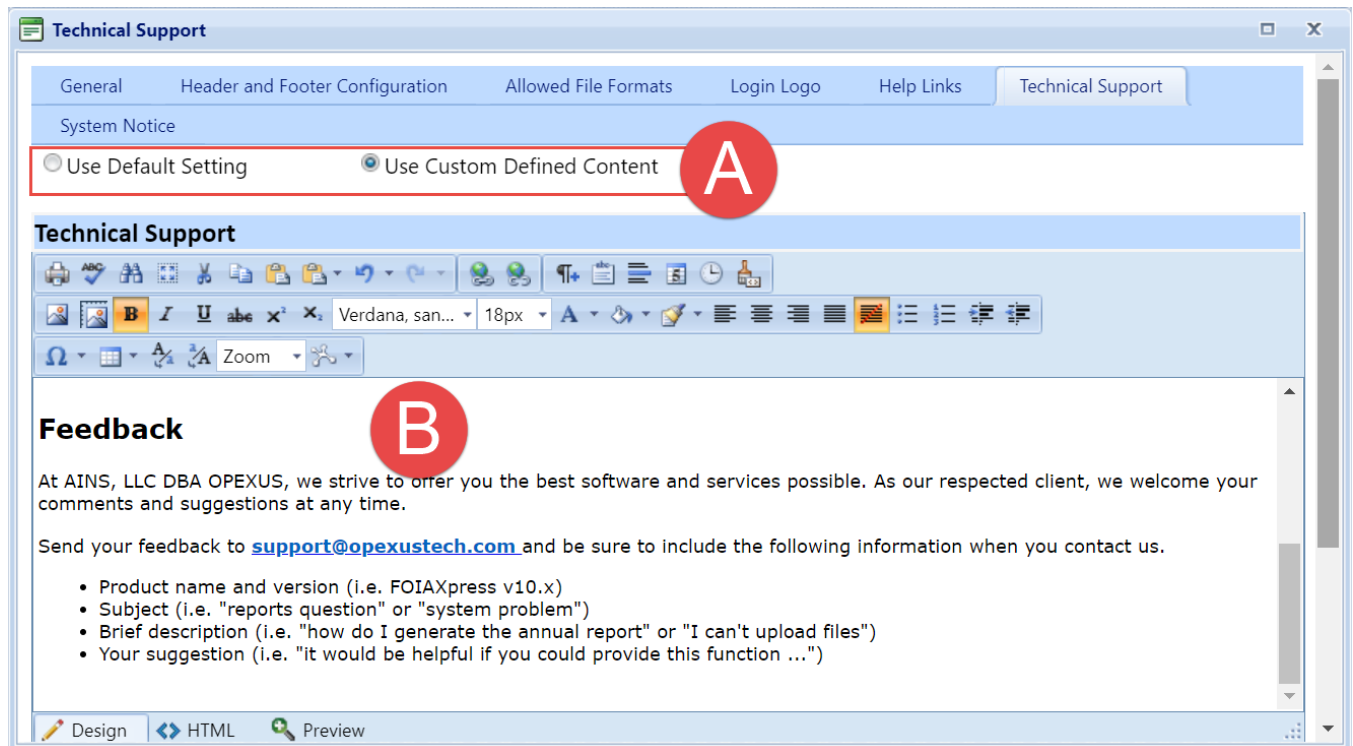 Technical Support
General Header and Footer Configuration Allowed File Formats Login Logo Help Links Technical Support
System Notice
Use Default Setting Use Custom Defined Content A
Technical Support
ABC abc
B I U abc x² X₂ Verdana, san... 18px A
Ω A Zoom
B
Feedback
At AINS, LLC DBA OPEXUS, we strive to offer you the best software and services possible. As our respected client, we welcome your
comments and suggestions at any time.
Send your feedback to support@opexustech.com and be sure to include the following information when you contact us.
• Product name and version (i.e. FOIAXpress v10.x)
• Subject (i.e. "reports question" or "system problem")
• Brief description (i.e. "how do I generate the annual report" or "I can't upload files")
• Your suggestion (i.e. "it would be helpful if you could provide this function ...")
Design HTML Preview